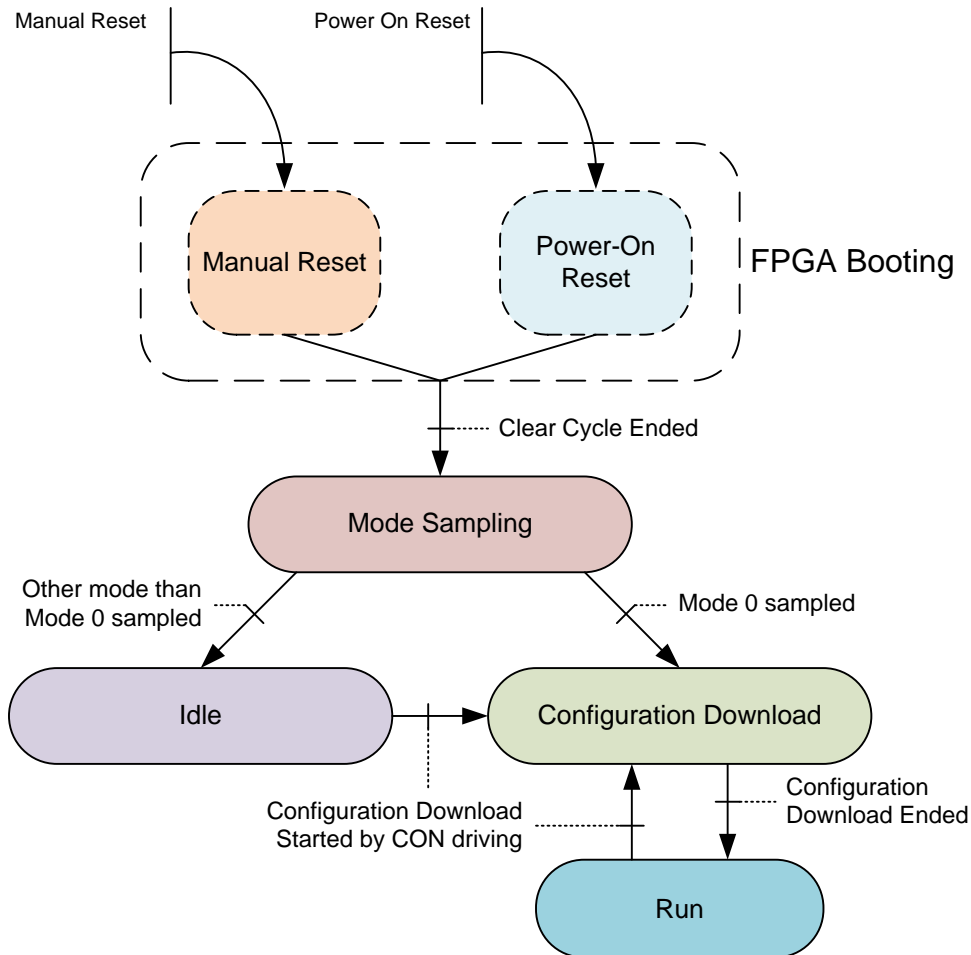 Manual Reset
Power On Reset
Manual Reset
Power-On
Reset
FPGA Booting
Clear Cycle Ended
Mode Sampling
Other mode than
Mode 0 sampled
Mode 0 sampled
Idle
Configuration Download
Configuration Download
Started by CON driving
Configuration
Download Ended
Run